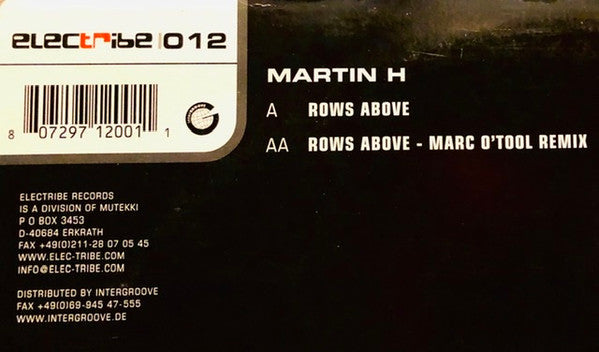 electribe|012
8 07297 12001 1
MARTIN H
A ROWS ABOVE
AA ROWS ABOVE - MARC O'TOOL REMIX
ELECTRIBE RECORDS
IS A DIVISION OF MUTEKKI
P O BOX 3453
D-40684 ERKRATH
FAX +49(0)211-28 07 05 45
WWW.ELEC-TRIBE.COM
INFO@ELEC-TRIBE.COM
DISTRIBUTED BY INTERGROOVE
FAX +49(0)69-945 47-555
WWW.INTERGROOVE.DE